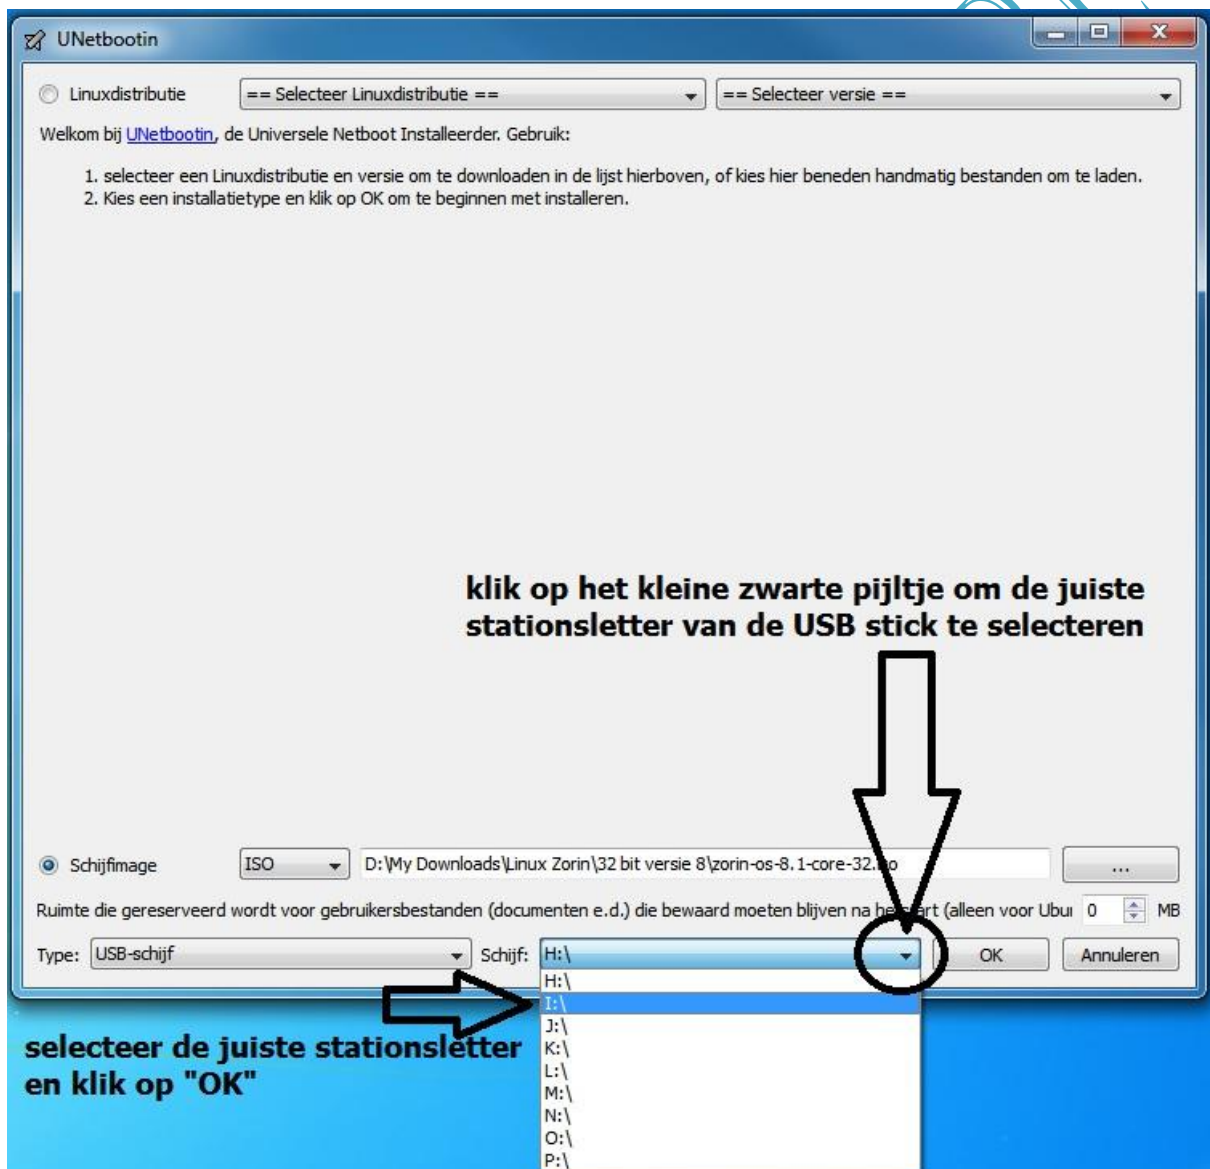 UNetbootin
Linuxdistributie == Selecteer Linuxdistributie == == Selecteer versie ==
Welkom bij UNetbootin, de Universele Netboot Installeerder. Gebruik:
1. selecteer een Linuxdistributie en versie om te downloaden in de lijst hierboven, of kies hier beneden handmatig bestanden om te laden.
2. Kies een installatietype en klik op OK om te beginnen met installeren.
klik op het kleine zwarte pijltje om de juiste
stationsletter van de USB stick te selecteren
Schijfimage ISO D:\My Downloads\Linux Zorin\32 bit versie 8\zorin-os-8.1-core-32. ...
Ruimte die gereserveerd wordt voor gebruikersbestanden (documenten e.d.) die bewaard moeten blijven na (alleen voor Ubu 0 MB
Type: USB-schijf Schijf: H:\ OK Annuleren
H:\
I:\
J:\
K:\
L:\
M:\
N:\
O:\
P:\
selecteer de juiste stationsletter
en klik op "OK"